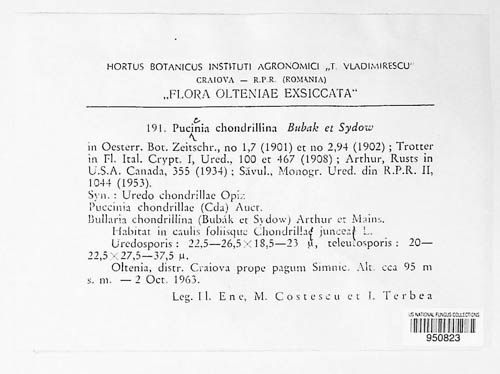 HORTUS BOTANICUS INSTITUTI AGRONOMICI „T. VLADIMIRESCU"
CRAIOVA — R.P.R. (ROMANIA)
„FLORA OLTENIAE EXSICCATA"
191. Puccinia chondrillina Bubak et Sydow
in Oesterr. Bot. Zeitschr., no 1,7 (1901) et no 2,94 (1902) ; Trotter
in Fl. Ital. Crypt. I, Ured., 100 et 467 (1908) ; Arthur, Rusts in
U.S.A. Canada, 355 (1934) ; Săvul., Monogr. Ured. din R.P.R. II,
1044 (1953).
Syn. : Uredo chondrillae Opiz
Puccinia chondrillae (Cda) Auct.
Bullaria chondrillina (Bubák et Sydow) Arthur et Mains.
Habitat in caulis foliisque Chondrillae junceae L.
Uredosporis : 22,5—26,5×18,5—23 μ, teleutosporis : 20—
22,5×27,5—37,5 μ.
Oltenia, distr. Craiova prope pagum Simnic. Alt. cca 95 m
s. m. — 2 Oct. 1963.
Leg. Il. Ene, M. Costescu et I. Terbea
US NATIONAL FUNGUS COLLECTIONS
950823